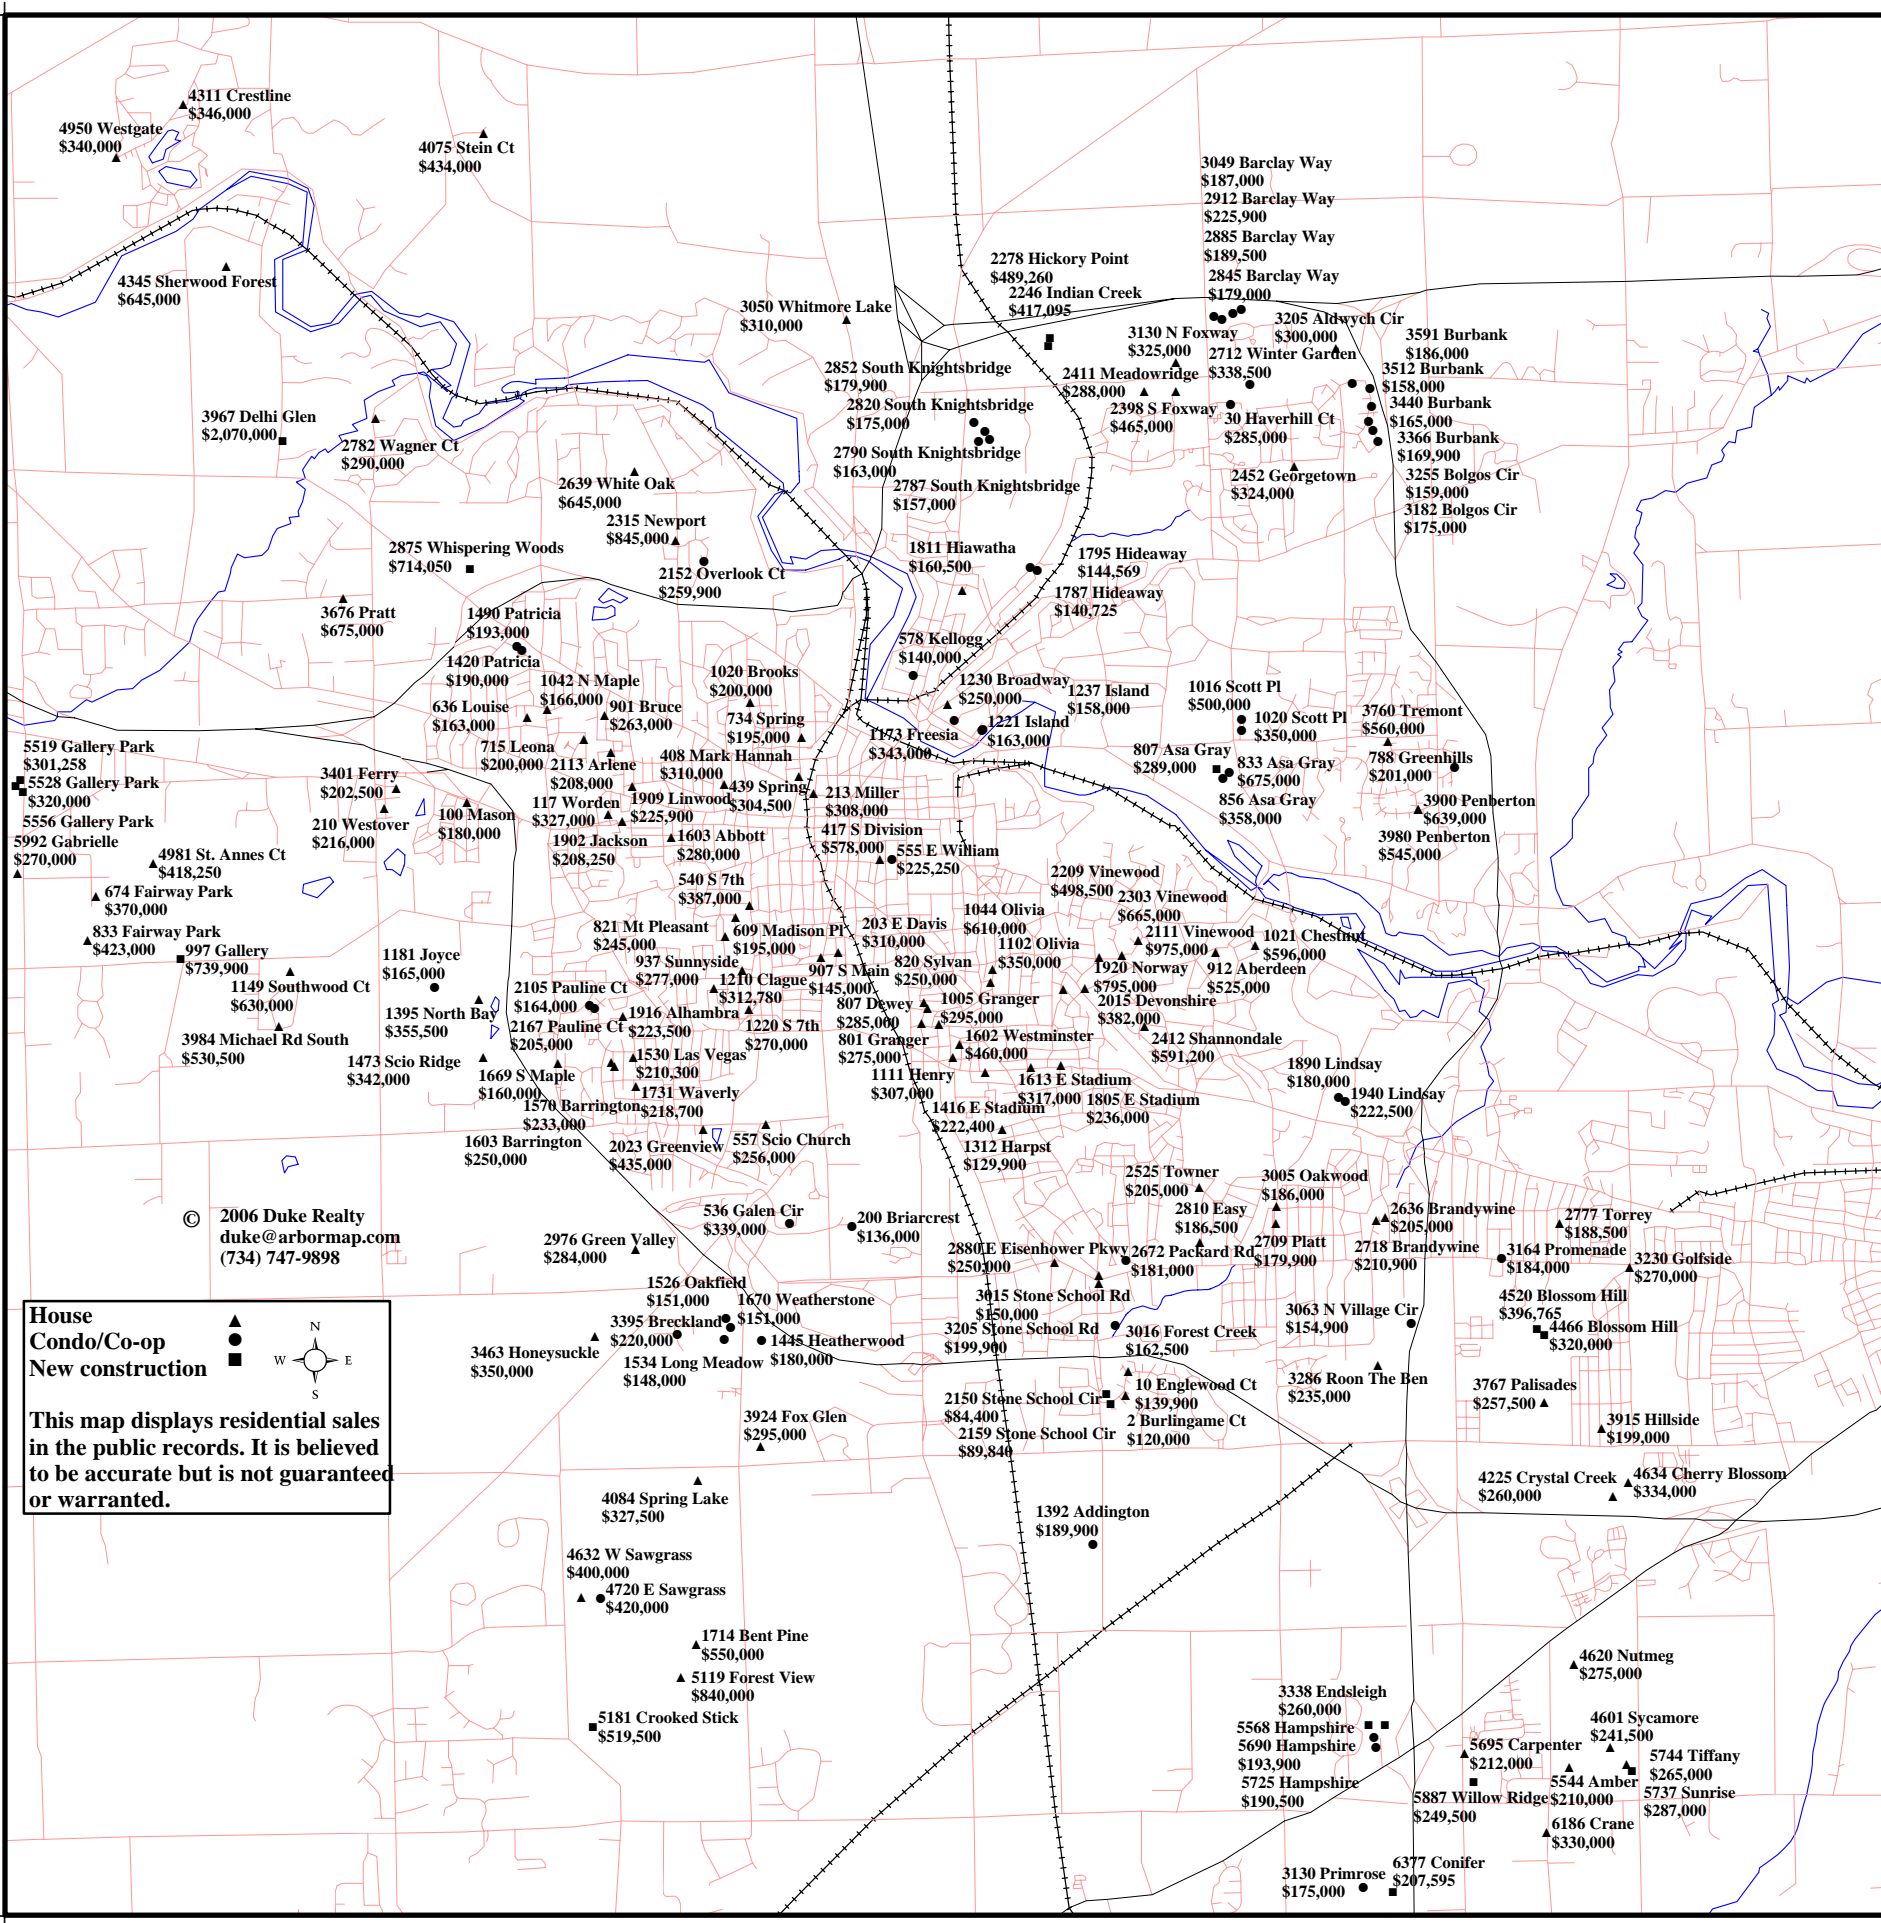 4311 Crestline
$346,000
4950 Westgate
$340,000
4075 Stein Ct
$434,000
3049 Barclay Way
$187,000
2912 Barclay Way
$225,900
2885 Barclay Way
$189,500
2845 Barclay Way
$179,000
2278 Hickory Point
$489,260
2246 Indian Creek
$417,095
4345 Sherwood Forest
$645,000
3050 Whitmore Lake
$310,000
3130 N Foxway
$325,000
3205 Aldwych Cir
$300,000
2712 Winter Garden
$338,500
3591 Burbank
$186,000
3512 Burbank
$158,000
3440 Burbank
$165,000
3366 Burbank
$169,900
3255 Bolgos Cir
$159,000
3182 Bolgos Cir
$175,000
2852 South Knightsbridge
$179,900
2820 South Knightsbridge
$175,000
2790 South Knightsbridge
$163,000
2787 South Knightsbridge
$157,000
2411 Meadowridge
$288,000
2398 S Foxway
$465,000
30 Haverhill Ct
$285,000
2452 Georgetown
$324,000
3967 Delhi Glen
$2,070,000
2782 Wagner Ct
$290,000
2639 White Oak
$645,000
2315 Newport
$845,000
2875 Whispering Woods
$714,050
2152 Overlook Ct
$259,900
1811 Hiawatha
$160,500
1795 Hideaway
$144,569
1787 Hideaway
$140,725
3676 Pratt
$675,000
1490 Patricia
$193,000
1420 Patricia
$190,000
578 Kellogg
$140,000
1042 N Maple
$166,000
1020 Brooks
$200,000
1230 Broadway
$250,000
1237 Island
$158,000
1016 Scott Pl
$500,000
636 Louise
$163,000
901 Bruce
$263,000
734 Spring
$195,000
1221 Island
$163,000
1020 Scott Pl
$350,000
3760 Tremont
$560,000
1173 Freesia
$343,000
5519 Gallery Park
$301,258
5528 Gallery Park
$320,000
5556 Gallery Park
5992 Gabrielle
$270,000
715 Leona
$200,000
2113 Arlene
$208,000
408 Mark Hannah
$310,000
807 Asa Gray
$289,000
833 Asa Gray
$675,000
788 Greenhills
$201,000
3401 Ferry
$202,500
439 Spring
$304,500
213 Miller
$308,000
856 Asa Gray
$358,000
3900 Penberton
$639,000
210 Westover
$216,000
100 Mason
$180,000
117 Worden
$327,000
1909 Linwood
$225,900
417 S Division
$578,000
3980 Penberton
$545,000
1902 Jackson
$208,250
1603 Abbott
$280,000
555 E William
$225,250
4981 St. Annes Ct
$418,250
674 Fairway Park
$370,000
540 S 7th
$387,000
2209 Vinewood
$498,500
2303 Vinewood
$665,000
833 Fairway Park
$423,000
997 Gallery
$739,900
821 Mt Pleasant
$245,000
609 Madison Pl
$195,000
203 E Davis
$310,000
1044 Olivia
$610,000
2111 Vinewood
$975,000
1021 Chestnut
$596,000
1181 Joyce
$165,000
937 Sunnyside
$277,000
1102 Olivia
$350,000
820 Sylvan
$250,000
1920 Norway
$795,000
912 Aberdeen
$525,000
1149 Southwood Ct
$630,000
2105 Pauline Ct
$164,000
1210 Clague
$312,780
907 S Main
$145,000
807 Dewey
$285,000
1005 Granger
$295,000
2015 Devonshire
$382,000
1395 North Bay
$355,500
1916 Alhambra
$223,500
1220 S 7th
$270,000
3984 Michael Rd South
$530,500
2167 Pauline Ct
$205,000
801 Granger
$275,000
1602 Westminster
$460,000
2412 Shannondale
$591,200
1473 Scio Ridge
$342,000
1530 Las Vegas
$210,300
1669 S Maple
$160,000
1111 Henry
$307,000
1613 E Stadium
$317,000
1890 Lindsay
$180,000
1940 Lindsay
$222,500
1731 Waverly
$218,700
1570 Barrington
$233,000
1416 E Stadium
$222,400
1805 E Stadium
$236,000
1603 Barrington
$250,000
2023 Greenview
$435,000
557 Scio Church
$256,000
1312 Harpst
$129,900
2525 Towner
$205,000
3005 Oakwood
$186,000
© 2006 Duke Realty
duke@arbormap.com
(734) 747-9898
536 Galen Cir
$339,000
200 Briarcrest
$136,000
2810 Easy
$186,500
2636 Brandywine
$205,000
2777 Torrey
$188,500
2976 Green Valley
$284,000
2880 E Eisenhower Pkwy
$250,000
2672 Packard Rd
$181,000
2709 Platt
$179,900
2718 Brandywine
$210,900
3164 Promenade
$184,000
3230 Golfside
$270,000
1526 Oakfield
$151,000
1670 Weatherstone
$151,000
3015 Stone School Rd
$150,000
4520 Blossom Hill
$396,765
3395 Breckland
$220,000
3205 Stone School Rd
$199,900
3016 Forest Creek
$162,500
3063 N Village Cir
$154,900
4466 Blossom Hill
$320,000
3463 Honeysuckle
$350,000
1445 Heatherwood
$180,000
1534 Long Meadow
$148,000
3286 Roon The Ben
$235,000
2150 Stone School Cir
$84,400
10 Englewood Ct
$139,900
3767 Palisades
$257,500
3924 Fox Glen
$295,000
2159 Stone School Cir
$89,840
2 Burlingame Ct
$120,000
3915 Hillside
$199,000
House
Condo/Co-op
New construction
N
W E
S
This map displays residential sales
in the public records. It is believed
to be accurate but is not guaranteed
or warranted.
4225 Crystal Creek
$260,000
4634 Cherry Blossom
$334,000
4084 Spring Lake
$327,500
1392 Addington
$189,900
4632 W Sawgrass
$400,000
4720 E Sawgrass
$420,000
1714 Bent Pine
$550,000
5119 Forest View
$840,000
5181 Crooked Stick
$519,500
4620 Nutmeg
$275,000
3338 Endsleigh
$260,000
5568 Hampshire
5690 Hampshire
$193,900
5725 Hampshire
$190,500
4601 Sycamore
$241,500
5695 Carpenter
$212,000
5744 Tiffany
$265,000
5887 Willow Ridge
$249,500
5544 Amber
$210,000
5737 Sunrise
$287,000
6186 Crane
$330,000
3130 Primrose
$175,000
6377 Conifer
$207,595